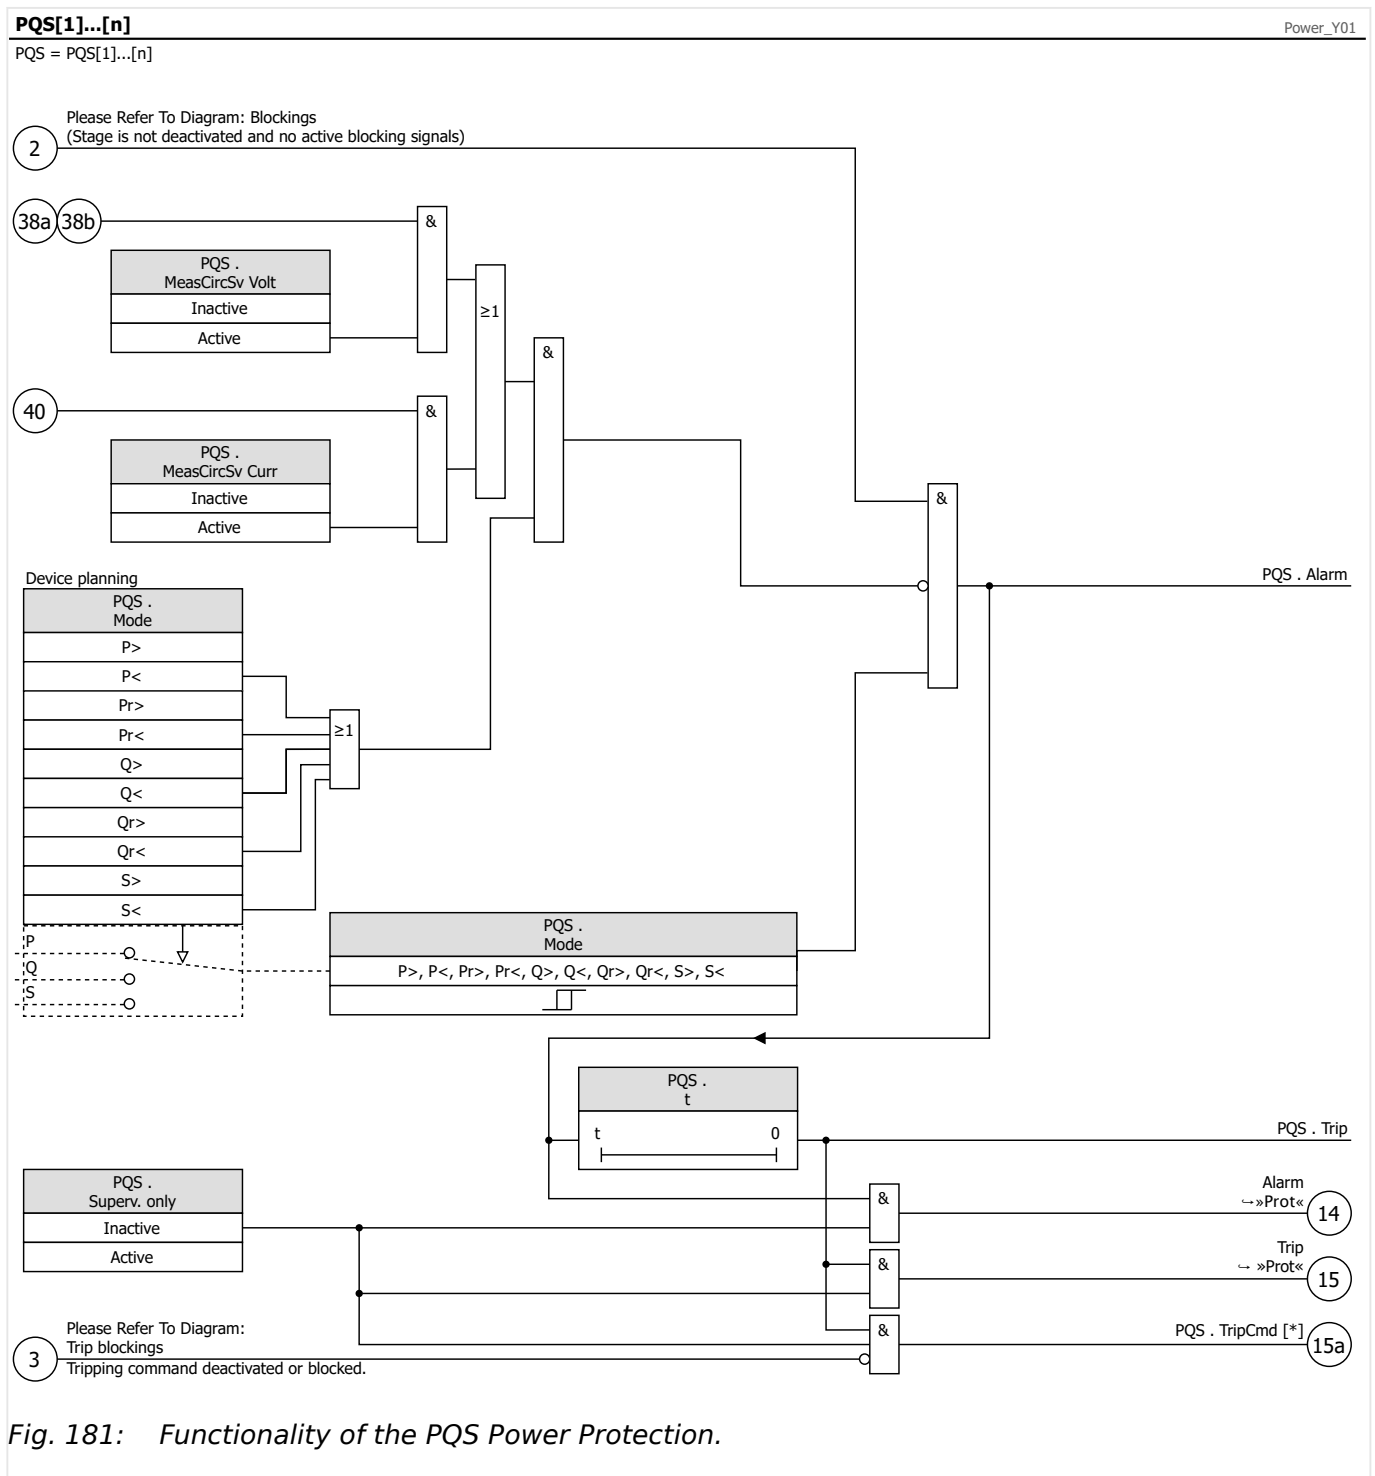 PQS[1]...[n]
Power_Y01
PQS = PQS[1]...[n]
Please Refer To Diagram: Blockings
(Stage is not deactivated and no active blocking signals)
2
38a
38b
&
PQS .
MeasCircSv Volt
Inactive
Active
≥1
&
40
&
PQS .
MeasCircSv Curr
Inactive
Active
&
Device planning
PQS .
Mode
P>
P<
Pr>
Pr<
Q>
Q<
Qr>
Qr<
S>
S<
≥1
PQS . Alarm
P
Q
S
PQS .
Mode
P>, P<, Pr>, Pr<, Q>, Q<, Qr>, Qr<, S>, S<
PQS .
t
t
0
PQS . Trip
PQS .
Superv. only
Inactive
Active
&
Alarm
↪»Prot«
14
&
Trip
↪ »Prot«
15
Please Refer To Diagram:
Trip blockings
Tripping command deactivated or blocked.
3
&
PQS . TripCmd [*]
15a
Fig. 181: Functionality of the PQS Power Protection.